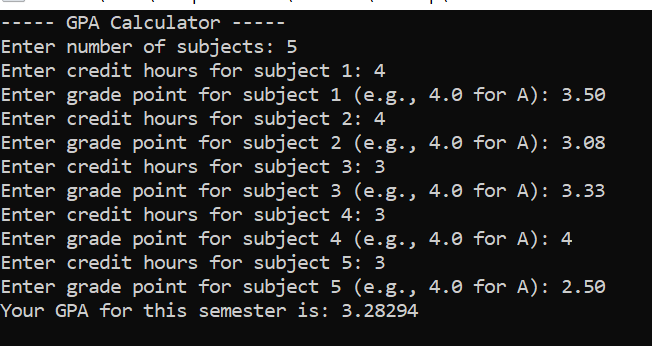 ----- GPA Calculator -----
Enter number of subjects: 5
Enter credit hours for subject 1: 4
Enter grade point for subject 1 (e.g., 4.0 for A): 3.50
Enter credit hours for subject 2: 4
Enter grade point for subject 2 (e.g., 4.0 for A): 3.08
Enter credit hours for subject 3: 3
Enter grade point for subject 3 (e.g., 4.0 for A): 3.33
Enter credit hours for subject 4: 3
Enter grade point for subject 4 (e.g., 4.0 for A): 4
Enter credit hours for subject 5: 3
Enter grade point for subject 5 (e.g., 4.0 for A): 2.50
Your GPA for this semester is: 3.28294